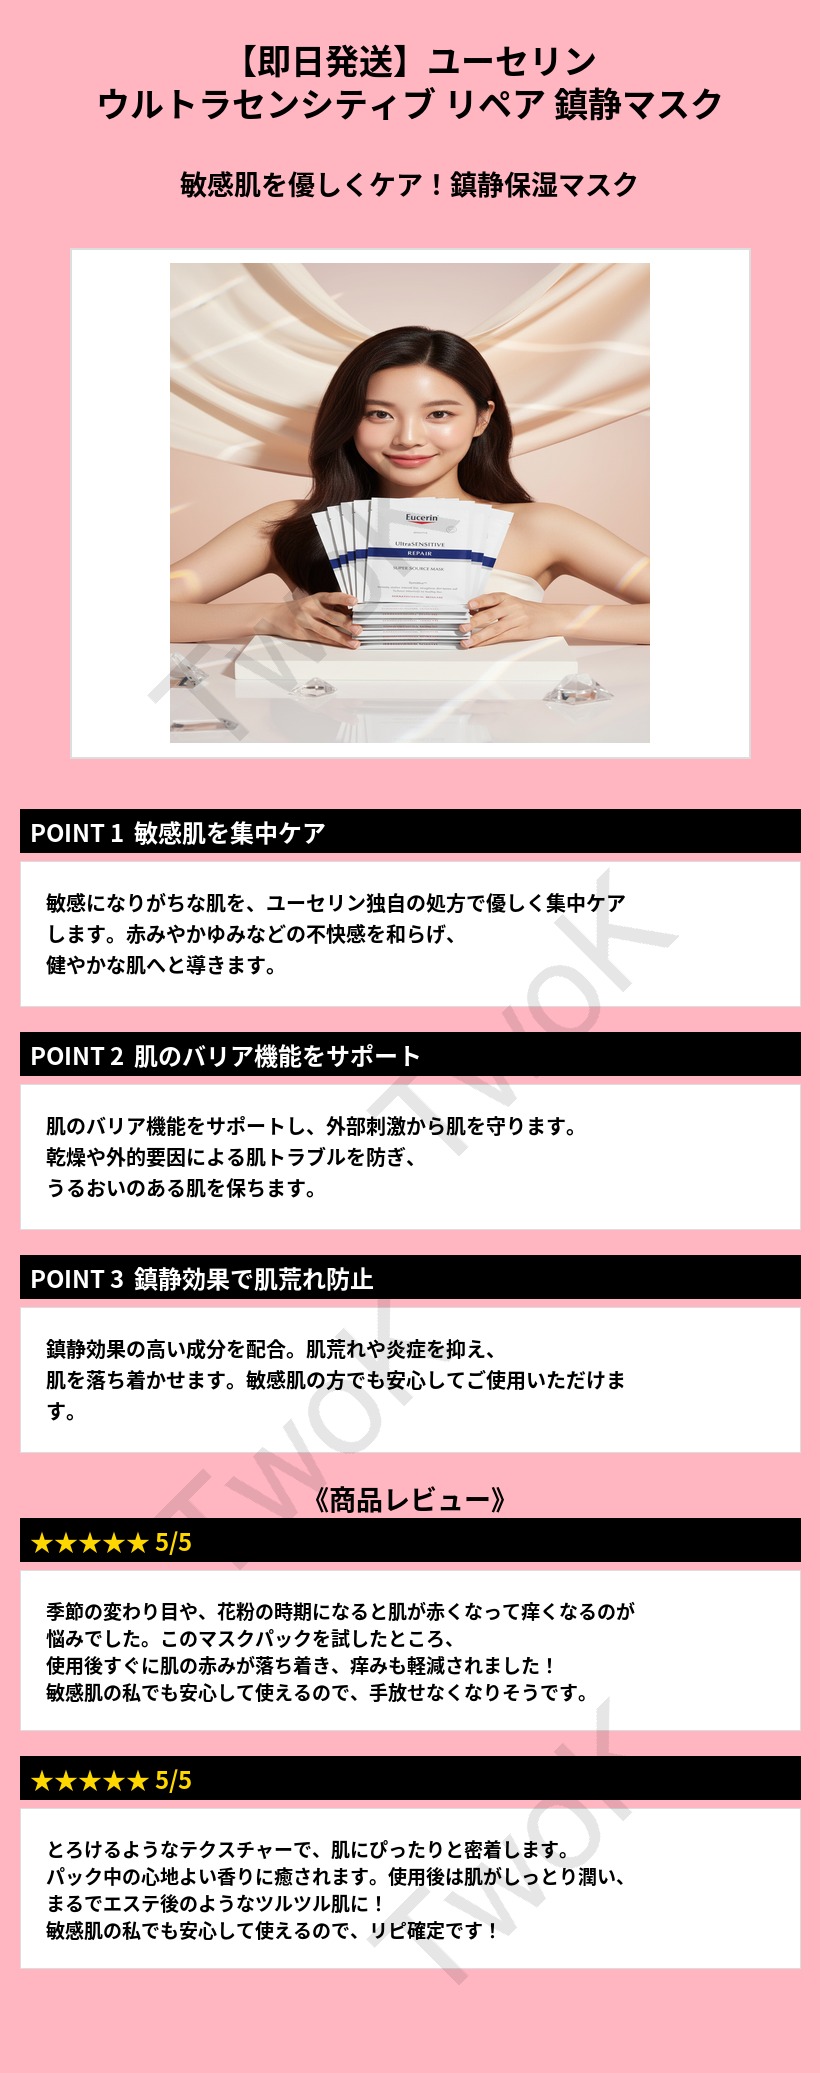 【即日発送】ユーセリン
ウルトラセンシティブ リペア 鎮静マスク
敏感肌を優しくケア！鎮静保湿マスク
Eucerin
UltraSENSITIVE
REPAIR
TwoK
POINT 1 敏感肌を集中ケア
敏感になりがちな肌を、ユーセリン独自の処方で優しく集中ケア
します。赤みやかゆみなどの不快感を和らげ、
健やかな肌へと導きます。
TwoK
POINT 2 肌のバリア機能をサポート
肌のバリア機能をサポートし、外部刺激から肌を守ります。
乾燥や外的要因による肌トラブルを防ぎ、
うるおいのある肌を保ちます。
POINT 3 鎮静効果で肌荒れ防止
鎮静効果の高い成分を配合。肌荒れや炎症を抑え、
肌を落ち着かせます。敏感肌の方でも安心してご使用いただけま
す。
TwoK
《商品レビュー》
★★★★★ 5/5
季節の変わり目や、花粉の時期になると肌が赤くなって痒くなるのが
悩みでした。このマスクパックを試したところ、
使用後すぐに肌の赤みが落ち着き、痒みも軽減されました！
敏感肌の私でも安心して使えるので、手放せなくなりそうです。
★★★★★ 5/5
とろけるようなテクスチャーで、肌にぴったりと密着します。
パック中の心地よい香りに癒されます。使用後は肌がしっとり潤い、
まるでエステ後のようなツルツル肌に！
敏感肌の私でも安心して使えるので、リピ確定です！
TwoK